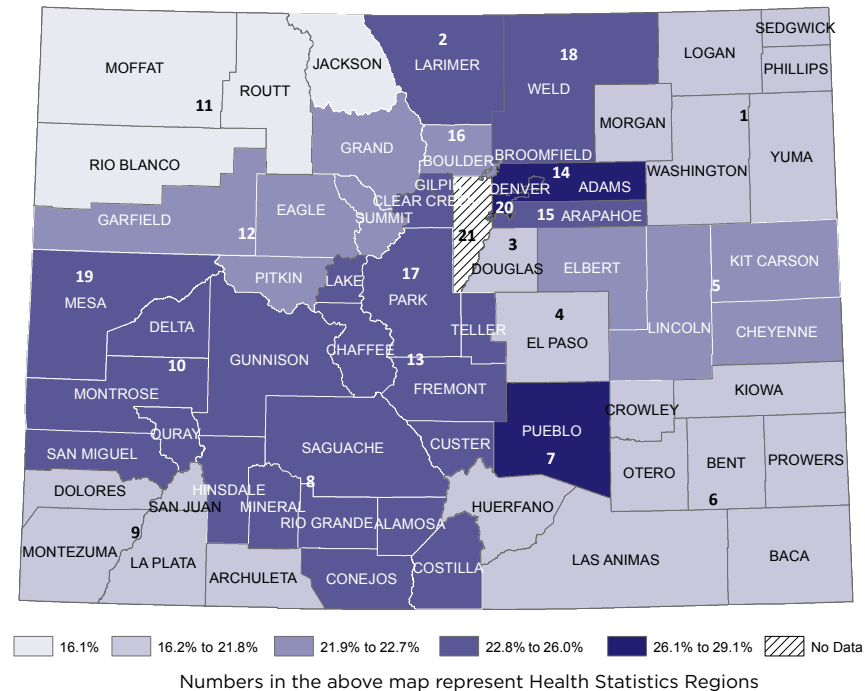 SEDGWICK
2
LARIMER
18
LOGAN
MOFFAT
JACKSON
PHILLIPS
ROUTT
WELD
11
MORGAN
1
16
GRAND
BROOMFIELD
YUMA
RIO BLANCO
BOULDER
WASHINGTON
14
GILPI
DENVER
ADAMS
CLEAR CREE
EAGLE
20
15 ARAPAHOE
GARFIELD
SUMMIT
12
21
3
DOUGLAS
ELBERT
KIT CARSON
19
17
PITKIN
LAKE
5
MESA
PARK
4
DELTA
TELLER
LINCOLN
CHEYENNE
EL PASO
CHAFFEE
GUNNISON
10
13
MONTROSE
FREMONT
KIOWA
CROWLEY
OURAY
PUEBLO
CUSTER
SAGUACHE
SAN MIGUEL
7
BENT
PROWERS
OTERO
8
DOLORES
HINSDALE
6
SAN JUAN
MINERAL
HUERFANO
RIO GRANDE
ALAMOSA
9
MONTEZUMA
LA PLATA
LAS ANIMAS
BACA
COSTILLA
ARCHULETA
CONEJOS
16.1%
16.2% to 21.8%
21.9% to 22.7%
22.8% to 26.0%
26.1% to 29.1%
No Data
Numbers in the above map represent Health Statistics Regions